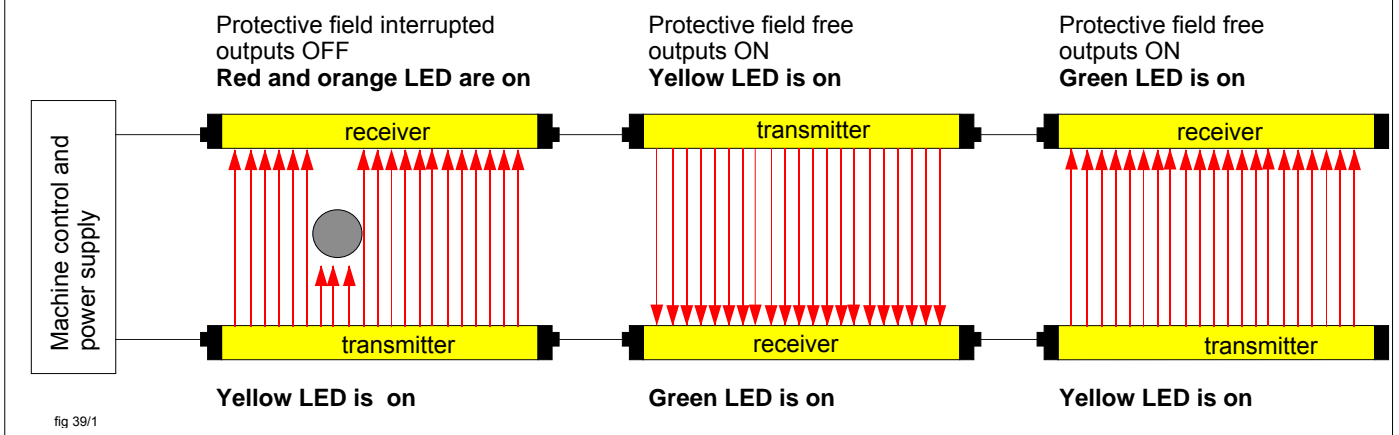 Protective field interrupted
outputs OFF
Red and orange LED are on
Protective field free
outputs ON
Yellow LED is on
Protective field free
outputs ON
Green LED is on
Machine control and
power supply
receiver
transmitter
receiver
transmitter
receiver
transmitter
Yellow LED is on
Green LED is on
Yellow LED is on
fig 39/1